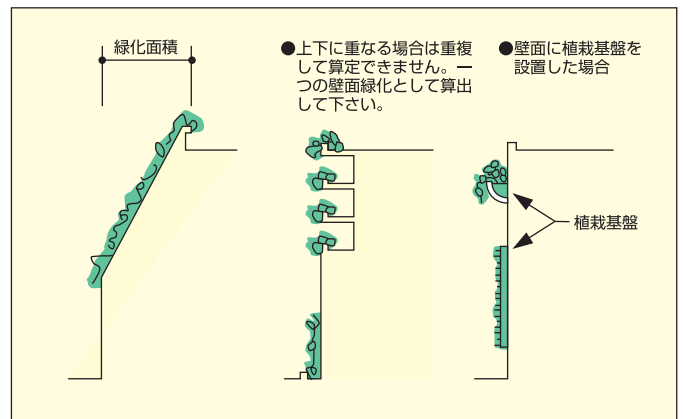 緑化面積
●上下に重なる場合は重複
して算定できません。一
つの壁面緑化として算出
して下さい。
●壁面に植栽基盤を
設置した場合
植栽基盤